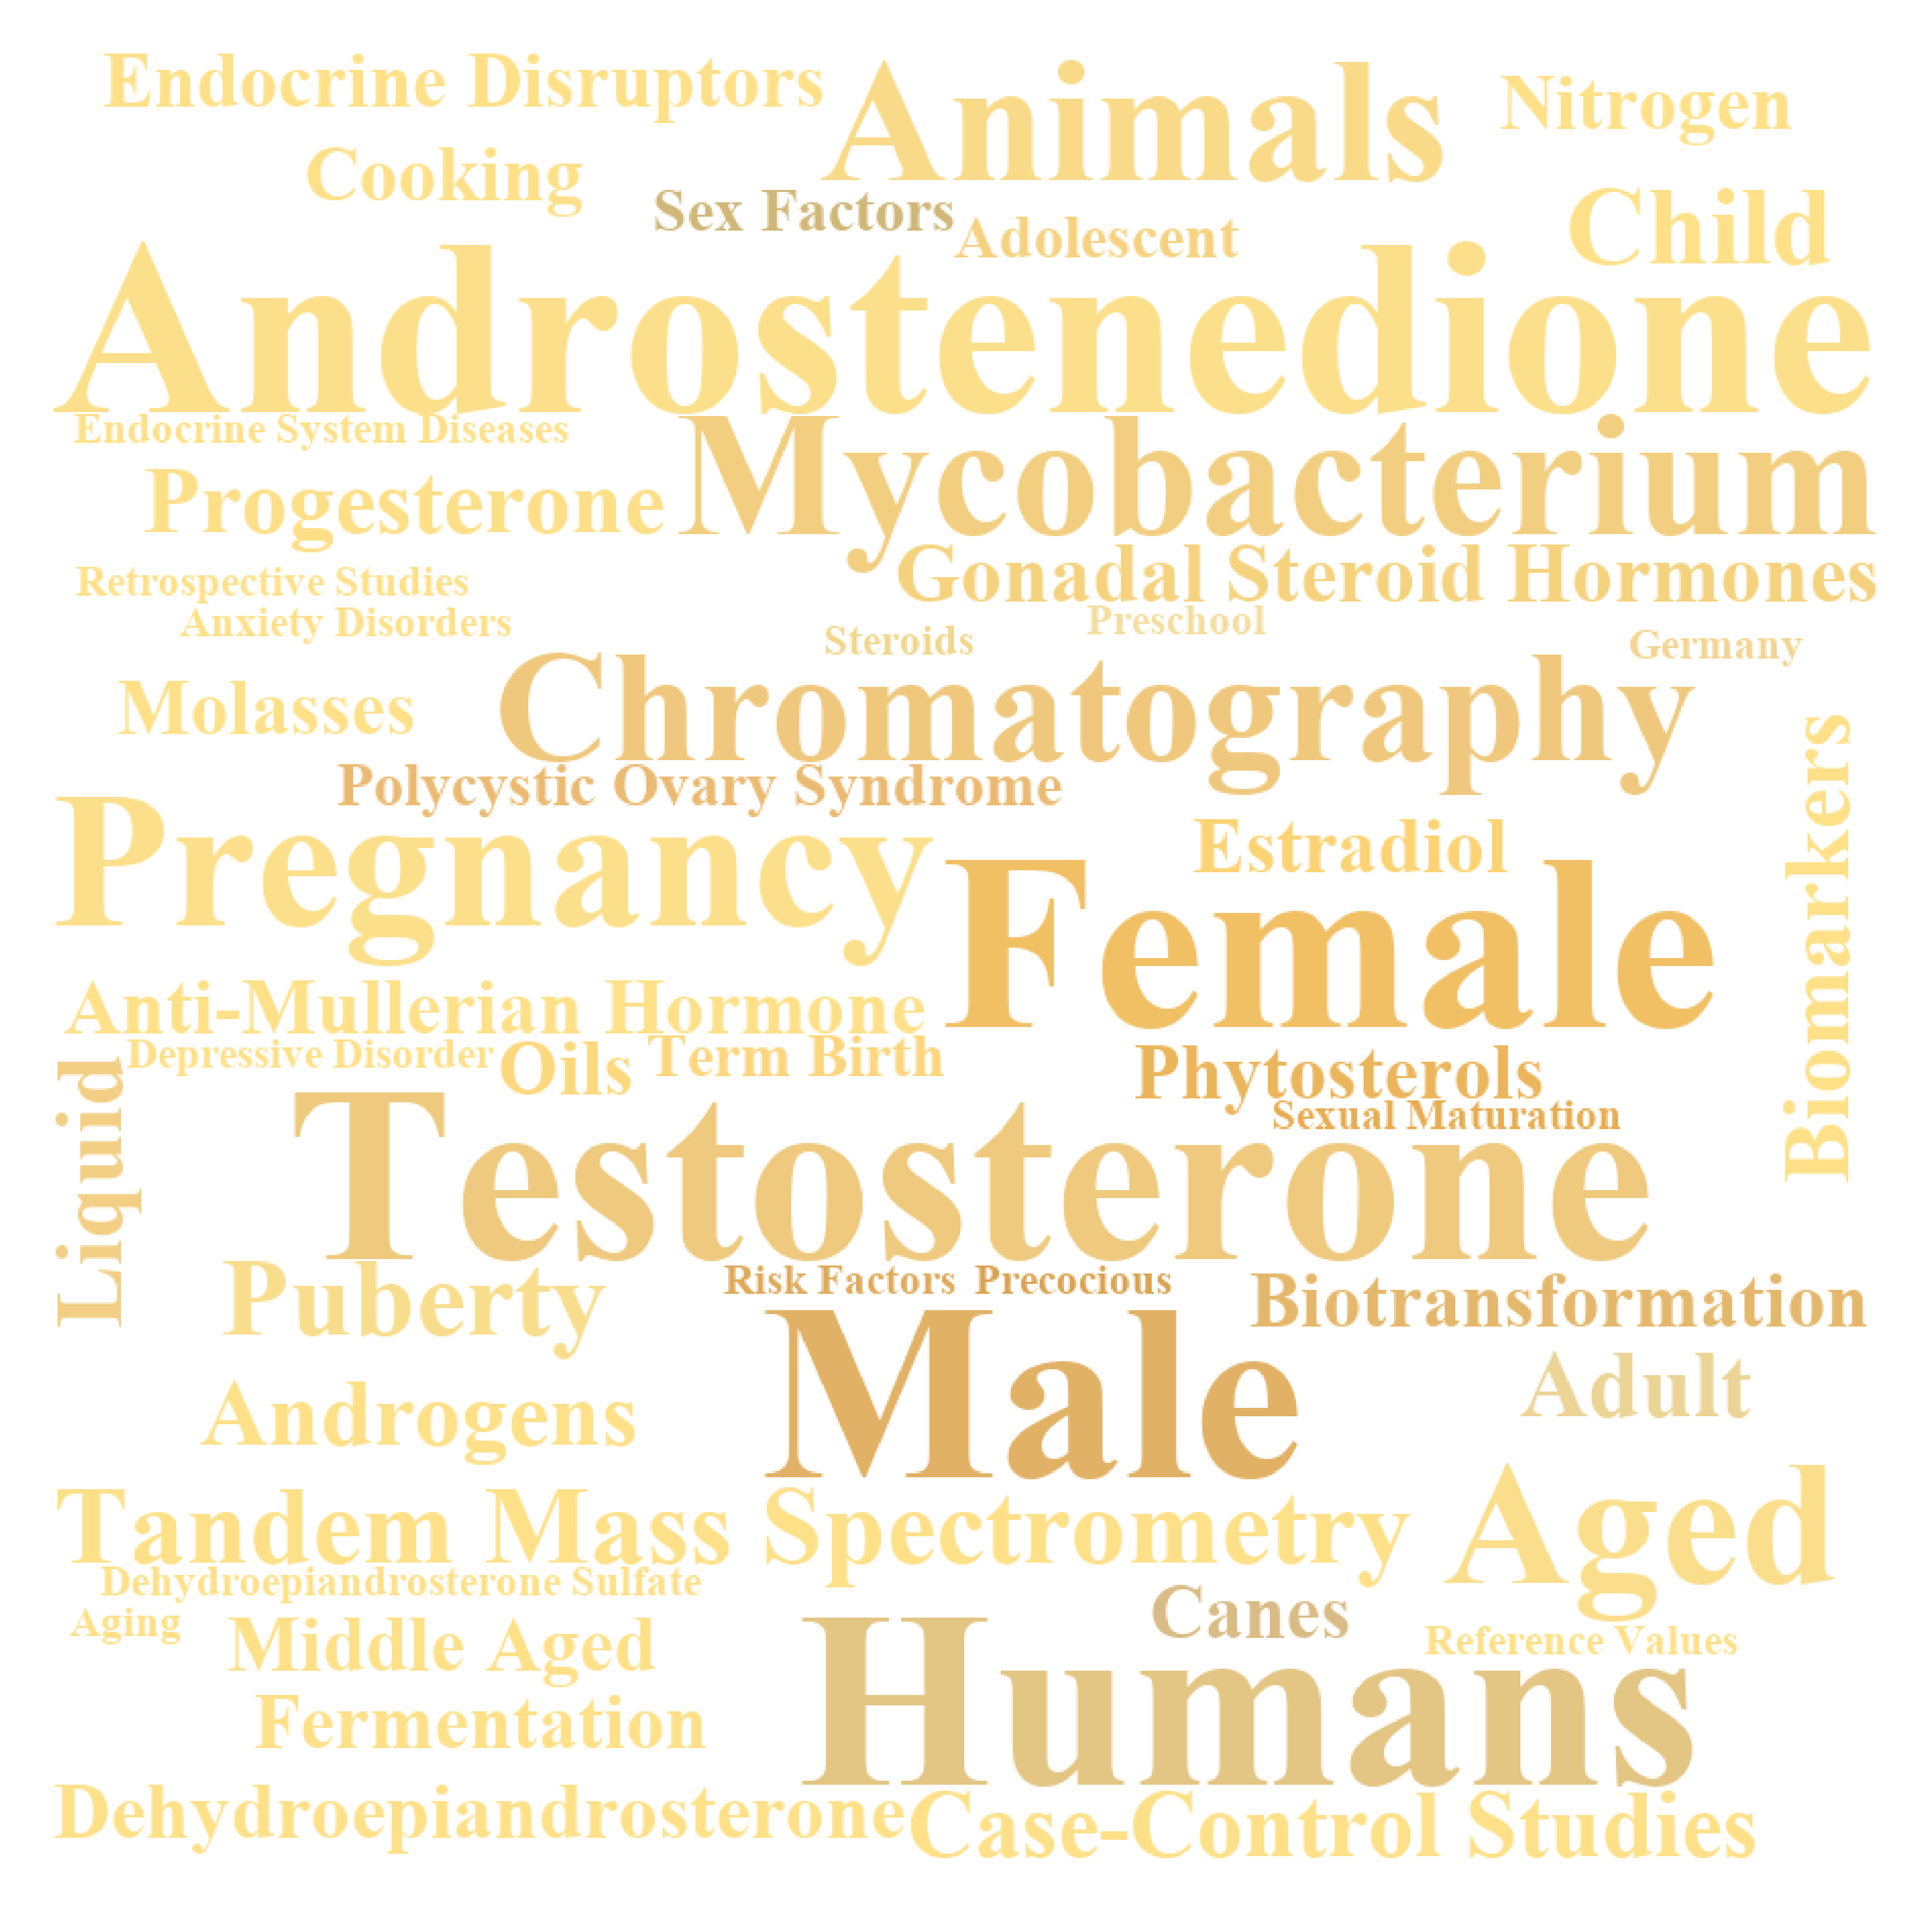 Endocrine Disruptors
Animals
Nitrogen
Cooking
Sex Factors
Adolescent
Child
Androstenedione
Endocrine System Diseases
Mycobacterium
Progesterone
Gonadal Steroid Hormones
Retrospective Studies
Anxiety Disorders
Steroids
Preschool
Germany
Chromatography
Molasses
Polycystic Ovary Syndrome
Biomarkers
Pregnancy
Estradiol
Female
Anti-Mullerian Hormone
Depressive Disorder
Oils
Term Birth
Phytosterols
Sexual Maturation
Liquid
Testosterone
Puberty
Risk Factors
Precocious
Biotransformation
Male
Adult
Androgens
Tandem Mass Spectrometry
Aged
Dehydroepiandrosterone Sulfate
Aging
Middle Aged
Canes
Reference Values
Humans
Fermentation
Dehydroepiandrosterone
Case-Control Studies